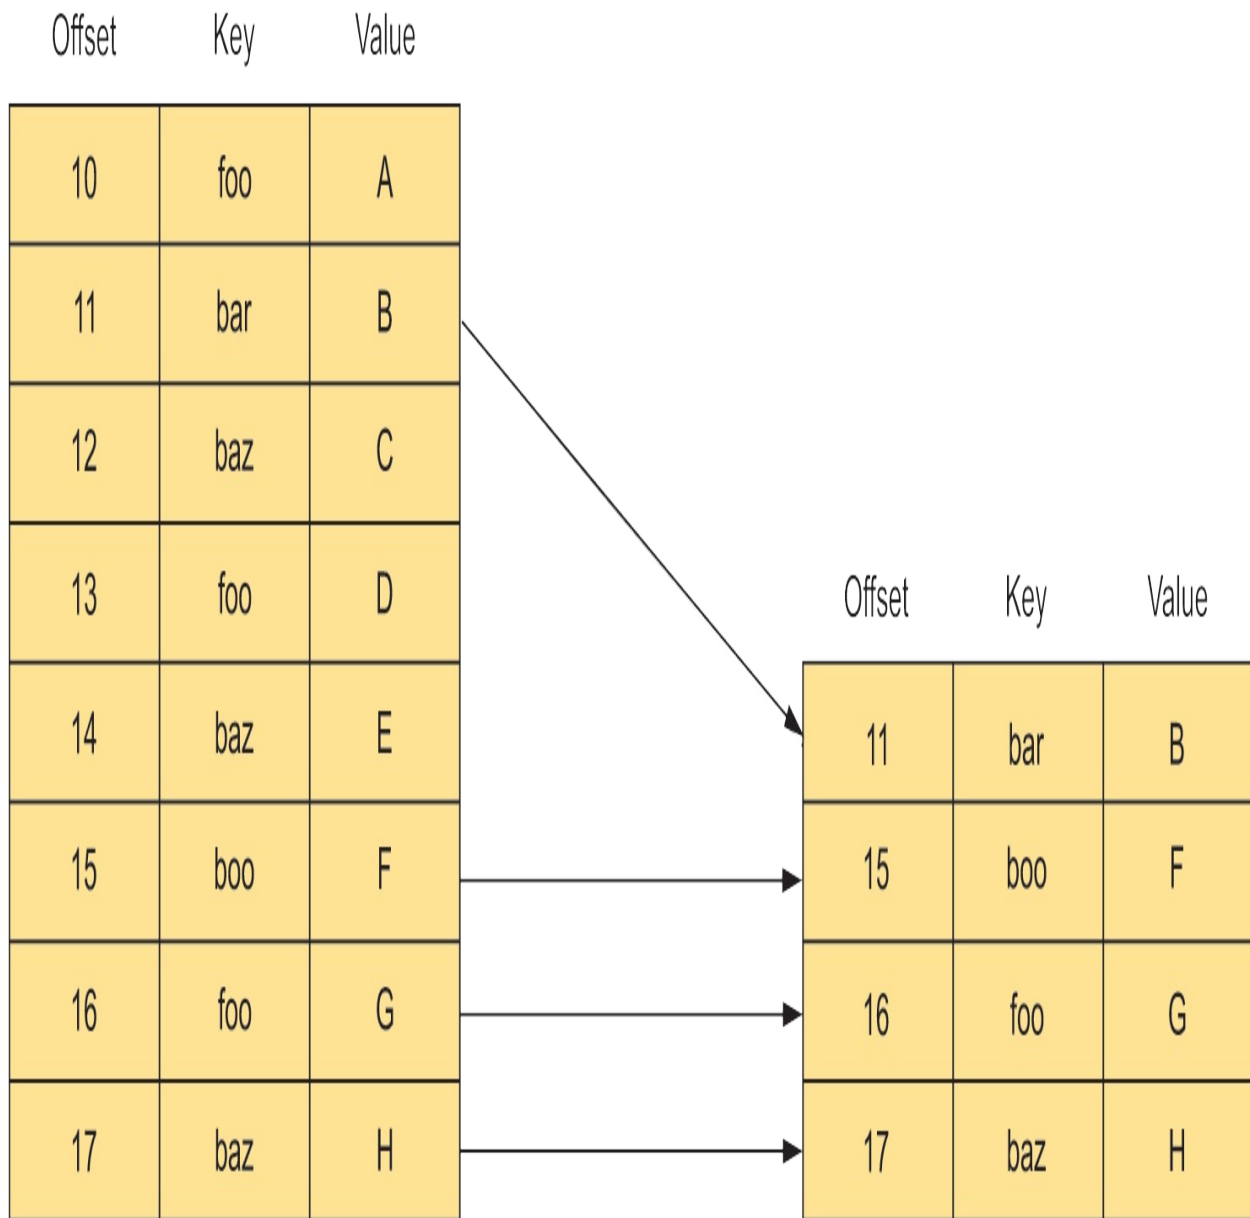 Offset Key Value
10 foo A
11 bar B
12 baz C
13 foo D
14 baz E
15 boo F
16 foo G
17 baz H
Offset Key Value
11 bar B
15 boo F
16 foo G
17 baz H